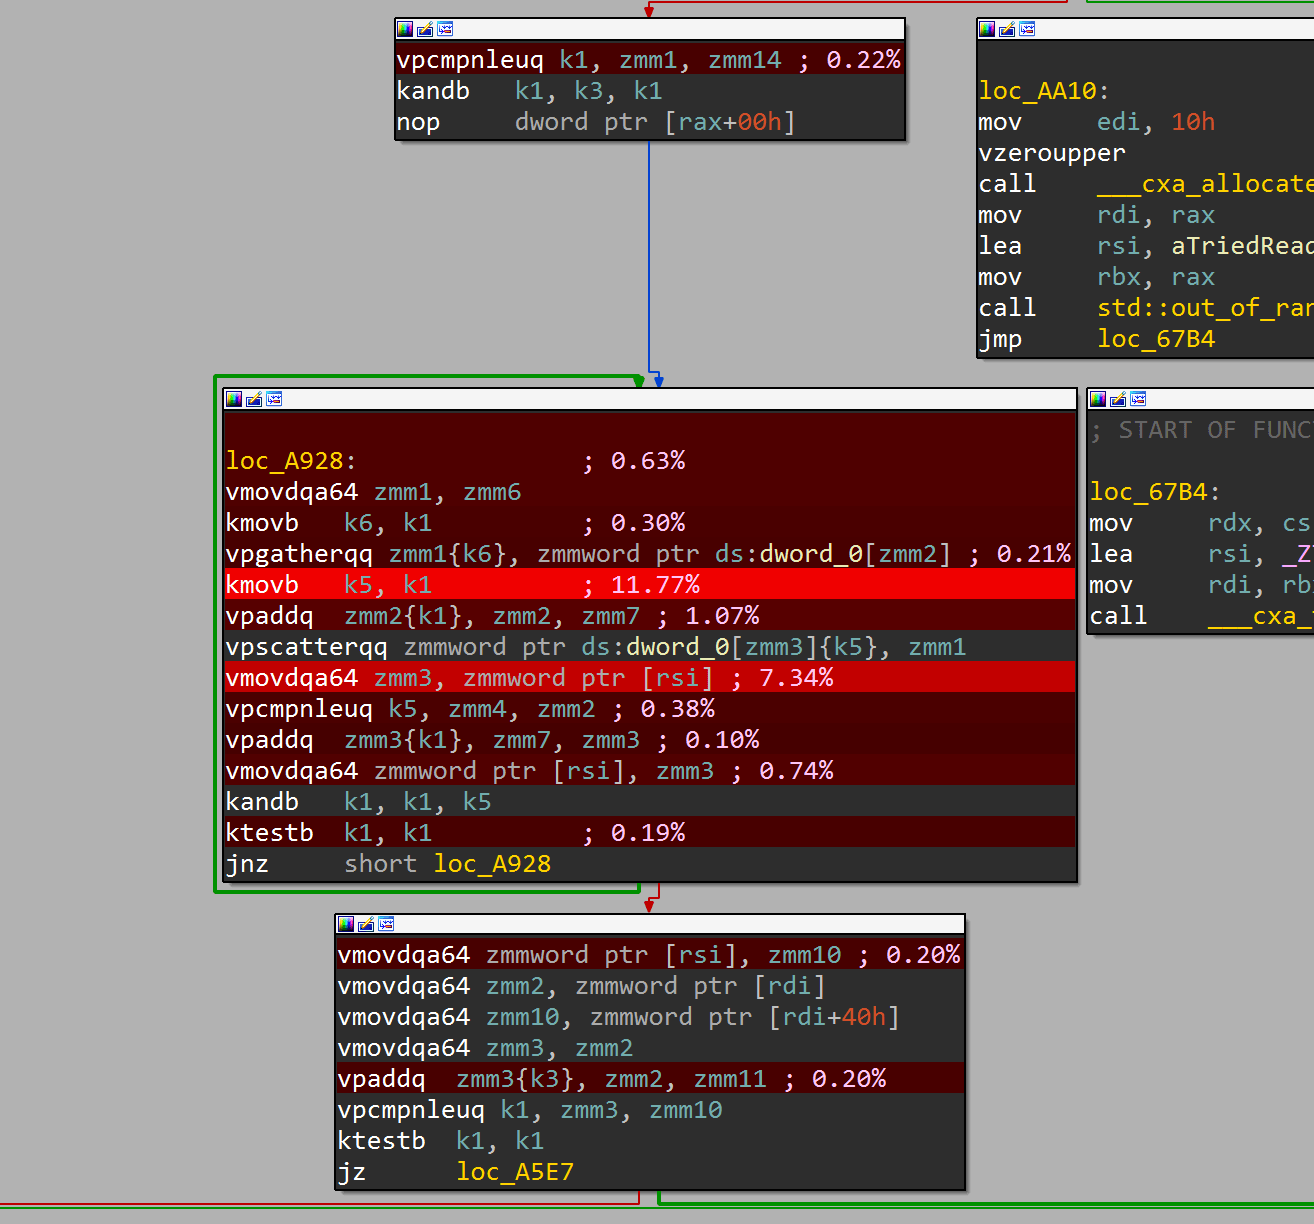 vpcmpnleuq k1, zmm1, zmm14 ; 0.22%
kandb k1, k3, k1
nop dword ptr [rax+00h]
loc_AA10:
mov edi, 10h
vzeroupper
call ___cxa_allocate
mov rdi, rax
lea rsi, aTriedRead
mov rbx, rax
call std::out_of_ran
jmp loc_67B4
loc_A928: ; 0.63%
vmovdqa64 zmm1, zmm6
kmovb k6, k1 ; 0.30%
vpgatherqq zmm1{k6}, zmmword ptr ds:dword_0[zmm2] ; 0.21%
kmovb k5, k1 ; 11.77%
vpaddq zmm2{k1}, zmm2, zmm7 ; 1.07%
vpscatterqq zmmword ptr ds:dword_0[zmm3]{k5}, zmm1
vmovdqa64 zmm3, zmmword ptr [rsi] ; 7.34%
vpcmpnleuq k5, zmm4, zmm2 ; 0.38%
vpaddq zmm3{k1}, zmm7, zmm3 ; 0.10%
vmovdqa64 zmmword ptr [rsi], zmm3 ; 0.74%
kandb k1, k1, k5
ktestb k1, k1 ; 0.19%
jnz short loc_A928
; START OF FUNC
loc_67B4:
mov rdx, cs
lea rsi, _Z
mov rdi, rb
call ___cxa_
vmovdqa64 zmmword ptr [rsi], zmm10 ; 0.20%
vmovdqa64 zmm2, zmmword ptr [rdi]
vmovdqa64 zmm10, zmmword ptr [rdi+40h]
vmovdqa64 zmm3, zmm2
vpaddq zmm3{k3}, zmm2, zmm11 ; 0.20%
vpcmpnleuq k1, zmm3, zmm10
ktestb k1, k1
jz loc_A5E7